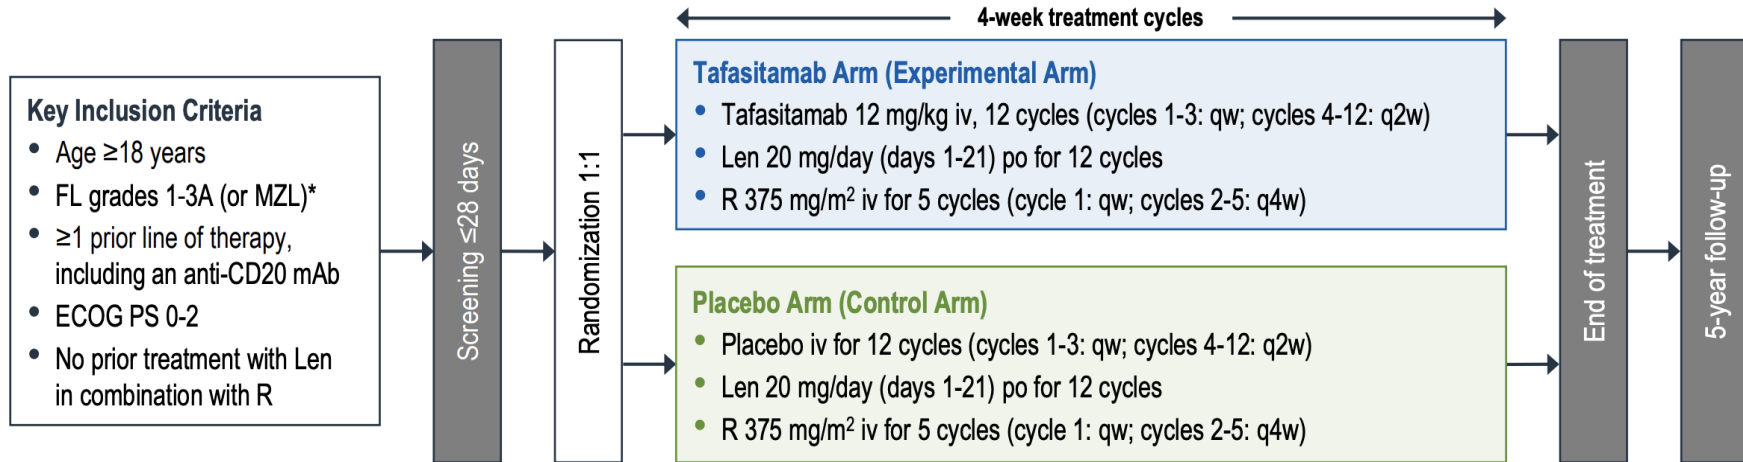 4-week treatment cycles
Key Inclusion Criteria
• Age ≥18 years
• FL grades 1-3A (or MZL)*
• ≥1 prior line of therapy,
including an anti-CD20 mAb
• ECOG PS 0-2
• No prior treatment with Len
in combination with R
Screening ≤28 days
Randomization 1:1
Tafasitamab Arm (Experimental Arm)
• Tafasitamab 12 mg/kg iv, 12 cycles (cycles 1-3: qw; cycles 4-12: q2w)
• Len 20 mg/day (days 1-21) po for 12 cycles
• R 375 mg/m² iv for 5 cycles (cycle 1: qw; cycles 2-5: q4w)
Placebo Arm (Control Arm)
• Placebo iv for 12 cycles (cycles 1-3: qw; cycles 4-12: q2w)
• Len 20 mg/day (days 1-21) po for 12 cycles
• R 375 mg/m² iv for 5 cycles (cycle 1: qw; cycles 2-5: q4w)
End of treatment
5-year follow-up